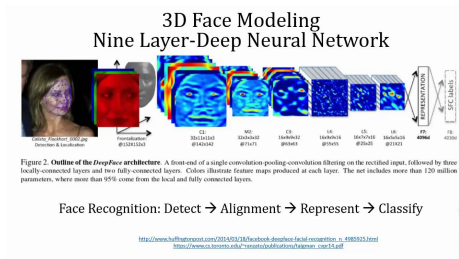 3D Face Modeling
Nine Layer-Deep Neural Network
Calista_Flockhart_0002.jpg
Detection & Localization
Frontalization:
@152X152x3
C1:
32x11x11x3
@142x142
M2:
32x3x3x32
@71x71
C3:
16x9x9x32
@63x63
L4:
16x9x9x16
@55x55
L5:
16x7x7x16
@25x25
L6:
16x5x5x16
@21X21
REPRESENTATION
SFC labels
F7:
4096d
F8:
4030d
Figure 2. Outline of the DeepFace architecture. A front-end of a single convolution-pooling-convolution filtering on the rectified input, followed by three
locally-connected layers and two fully-connected layers. Colors illustrate feature maps produced at each layer. The net includes more than 120 million
parameters, where more than 95% come from the local and fully connected layers.
Face Recognition: Detect → Alignment → Represent → Classify
http://www.huffingtonpost.com/2014/03/18/facebook-deepface-facial-recognition_n_4985925.html
https://www.cs.toronto.edu/~ranzato/publications/taigman_cvpr14.pdf